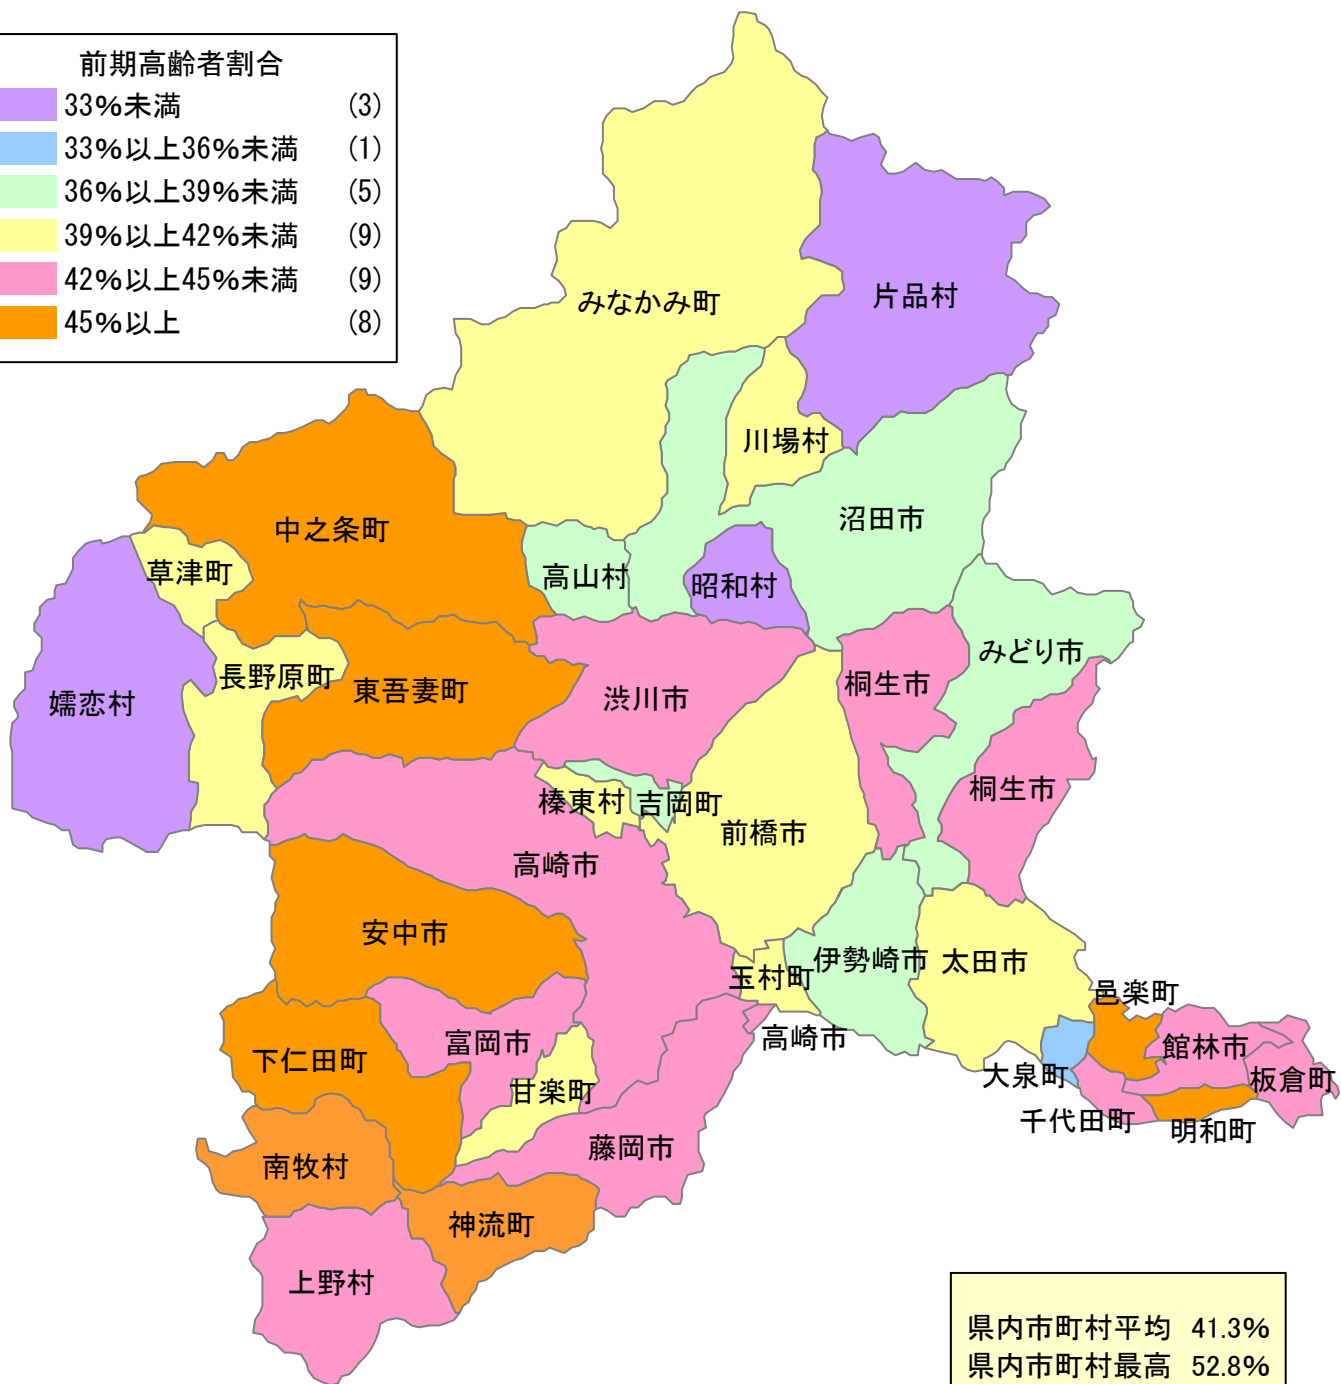 前期高齢者割合
33%未満 (3)
33%以上36%未満 (1)
36%以上39%未満 (5)
39%以上42%未満 (9)
42%以上45%未満 (9)
45%以上 (8)
みなかみ町
片品村
川場村
沼田市
中之条町
草津町
高山村
昭和村
みどり市
長野原町
東吾妻町
嬬恋村
渋川市
桐生市
桐生市
榛東村
吉岡町
前橋市
高崎市
安中市
玉村町
伊勢崎市
太田市
邑楽町
高崎市
富岡市
館林市
下仁田町
大泉町
板倉町
甘楽町
千代田町
明和町
藤岡市
南牧村
神流町
上野村
県内市町村平均 41.3%
県内市町村最高 52.8%